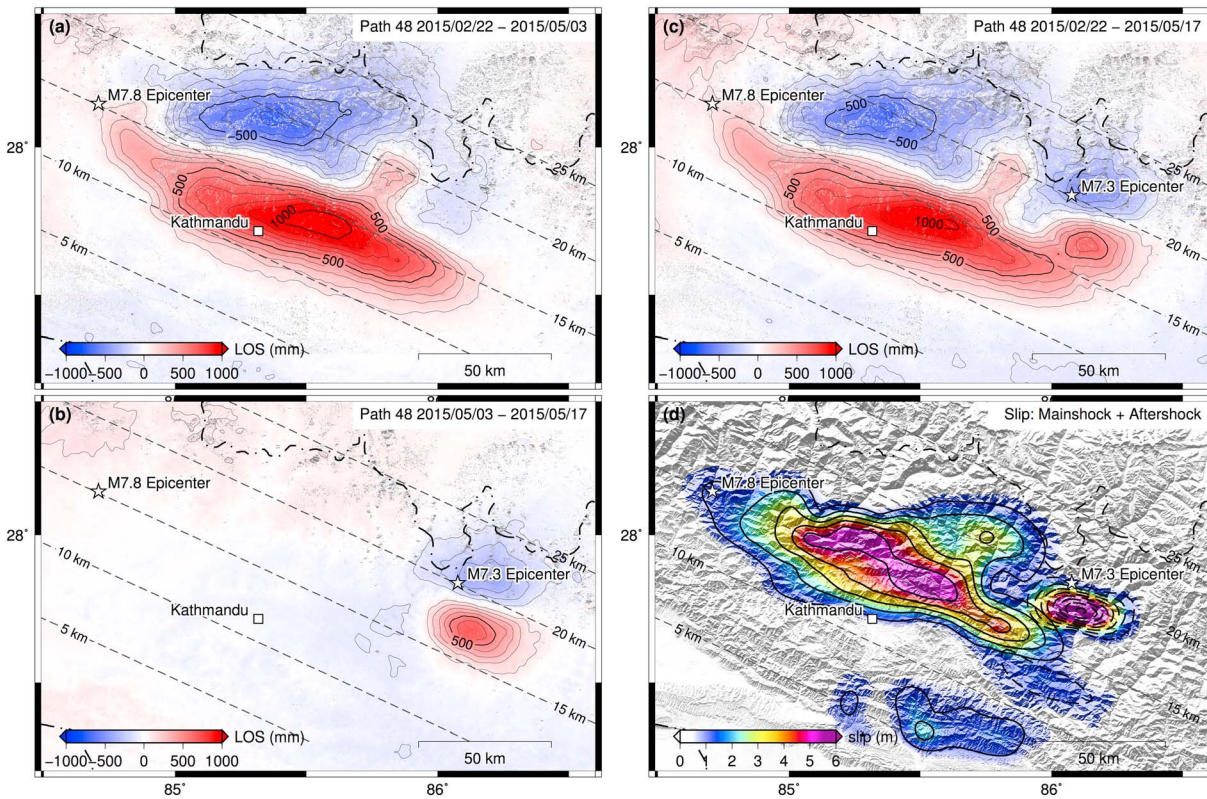 (a)
Path 48 2015/02/22 − 2015/05/03
M7.8 Epicenter
−500
28°
25 km
10 km
500
1000
500
Kathmandu
20 km
5 km
500
15 km
LOS (mm)
−1000 −500 0 500 1000
50 km
(c)
Path 48 2015/02/22 − 2015/05/17
M7.8 Epicenter
−500
−500
25 km
10 km
500
M7.3 Epicenter
500
Kathmandu
1000
20 km
5 km
500
15 km
LOS (mm)
−1000 −500 0 500 1000
50 km
(b)
Path 48 2015/05/03 − 2015/05/17
M7.8 Epicenter
28°
25 km
10 km
M7.3 Epicenter
Kathmandu
5 km
500
20 km
15 km
LOS (mm)
−1000 −500 0 500 1000
50 km
85°
86°
(d)
Slip: Mainshock + Aftershock
M7.8 Epicenter
28°
25 km
10 km
M7.3 Epicenter
Kathmandu
5 km
20 km
15 km
slip (m)
0 1 2 3 4 5 6
50 km
85°
86°